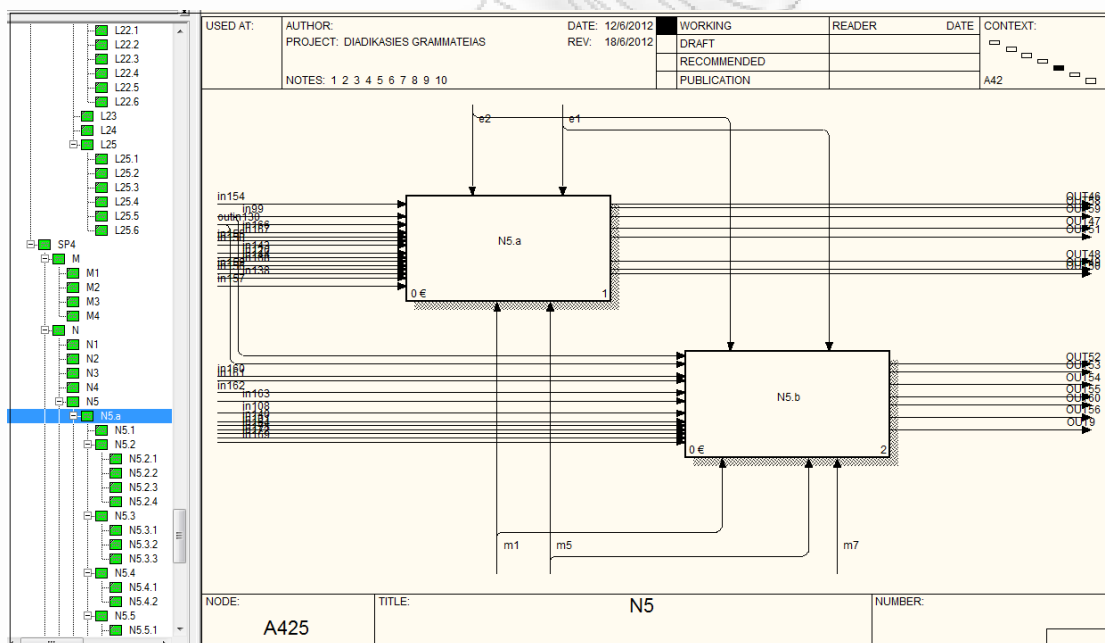 L22.1
L22.2
L22.3
L22.4
L22.5
L22.6
L23
L24
L25
L25.1
L25.2
L25.3
L25.4
L25.5
L25.6
SP4
M
M1
M2
M3
M4
N
N1
N2
N3
N4
N5
N5.a
N5.1
N5.2
N5.2.1
N5.2.2
N5.2.3
N5.2.4
N5.3
N5.3.1
N5.3.2
N5.3.3
N5.4
N5.4.1
N5.4.2
N5.5
N5.5.1
USED AT:
AUTHOR:
DATE: 12/6/2012
PROJECT: DIADIKASIES GRAMMATEIAS
REV: 18/6/2012
NOTES: 1 2 3 4 5 6 7 8 9 10
WORKING
DRAFT
RECOMMENDED
PUBLICATION
READER
DATE
CONTEXT:
A42
e2
e1
in154
in99
in138
in157
N5.a
0 €
1
OUT46
OUT59
OUT47
OUT51
OUT48
in162
in163
in108
N5.b
0 €
2
OUT52
OUT53
OUT54
OUT55
OUT56
OUT9
m1
m5
m7
NODE:
A425
TITLE:
N5
NUMBER: